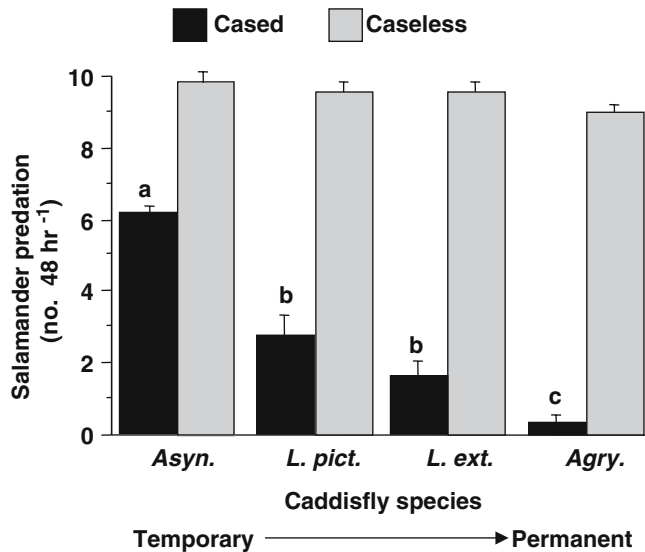 Cased Caseless
Salamander predation
(no. 48 hr -1)
10
8
6
4
2
0
a
b
b
c
Asyn. L. pict. L. ext. Agry.
Caddisfly species
Temporary Permanent